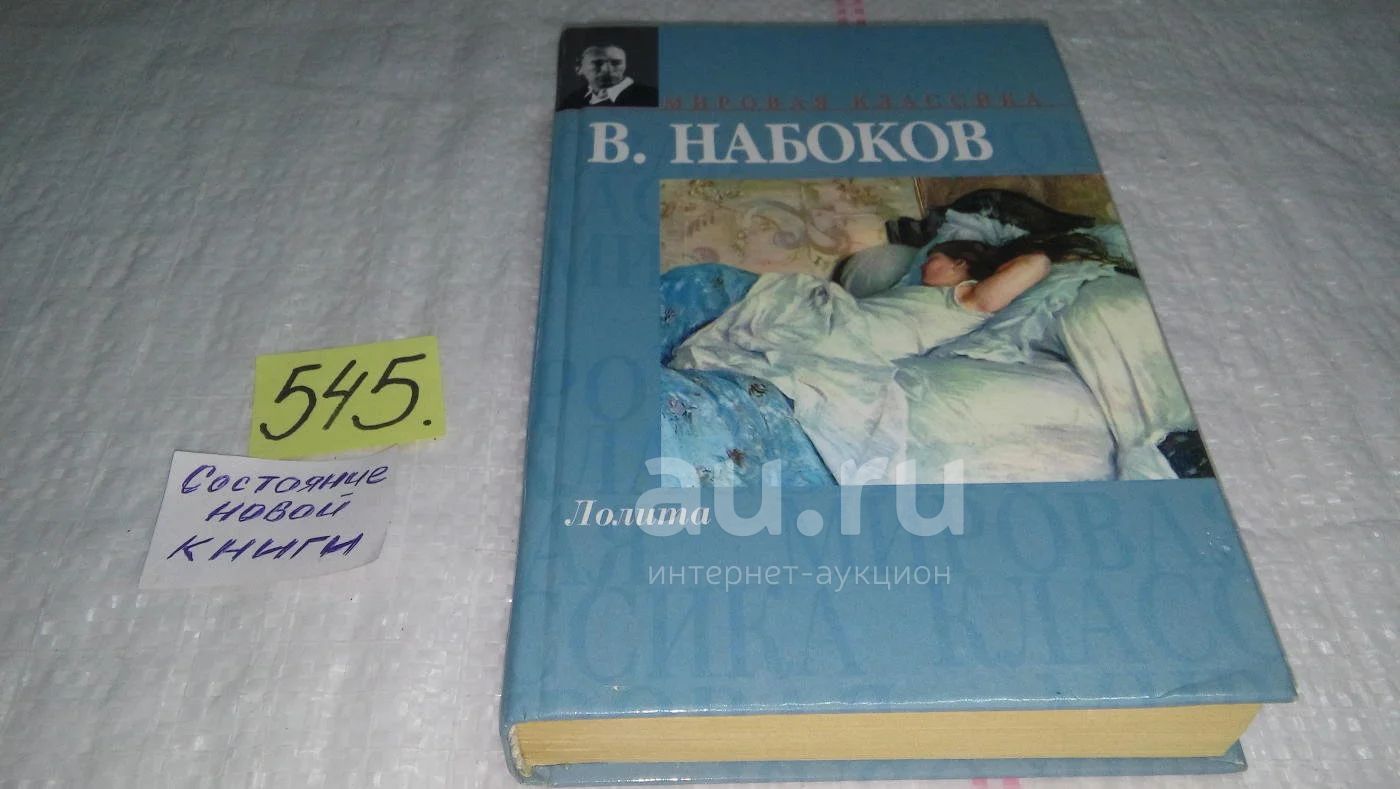 МИРОВАЯ КЛАССИКА
В. НАБОКОВ
Лолита
545.
Состояние
новой
книги
au.ru
интернет-аукцион